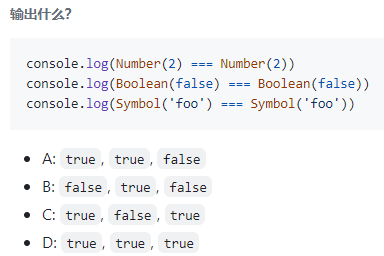 输出什么?
console.log(Number(2) === Number(2))
console.log(Boolean(false) === Boolean(false))
console.log(Symbol('foo') === Symbol('foo'))
• A: true, true, false
• B: false, true, false
• C: true, false, true
• D: true, true, true